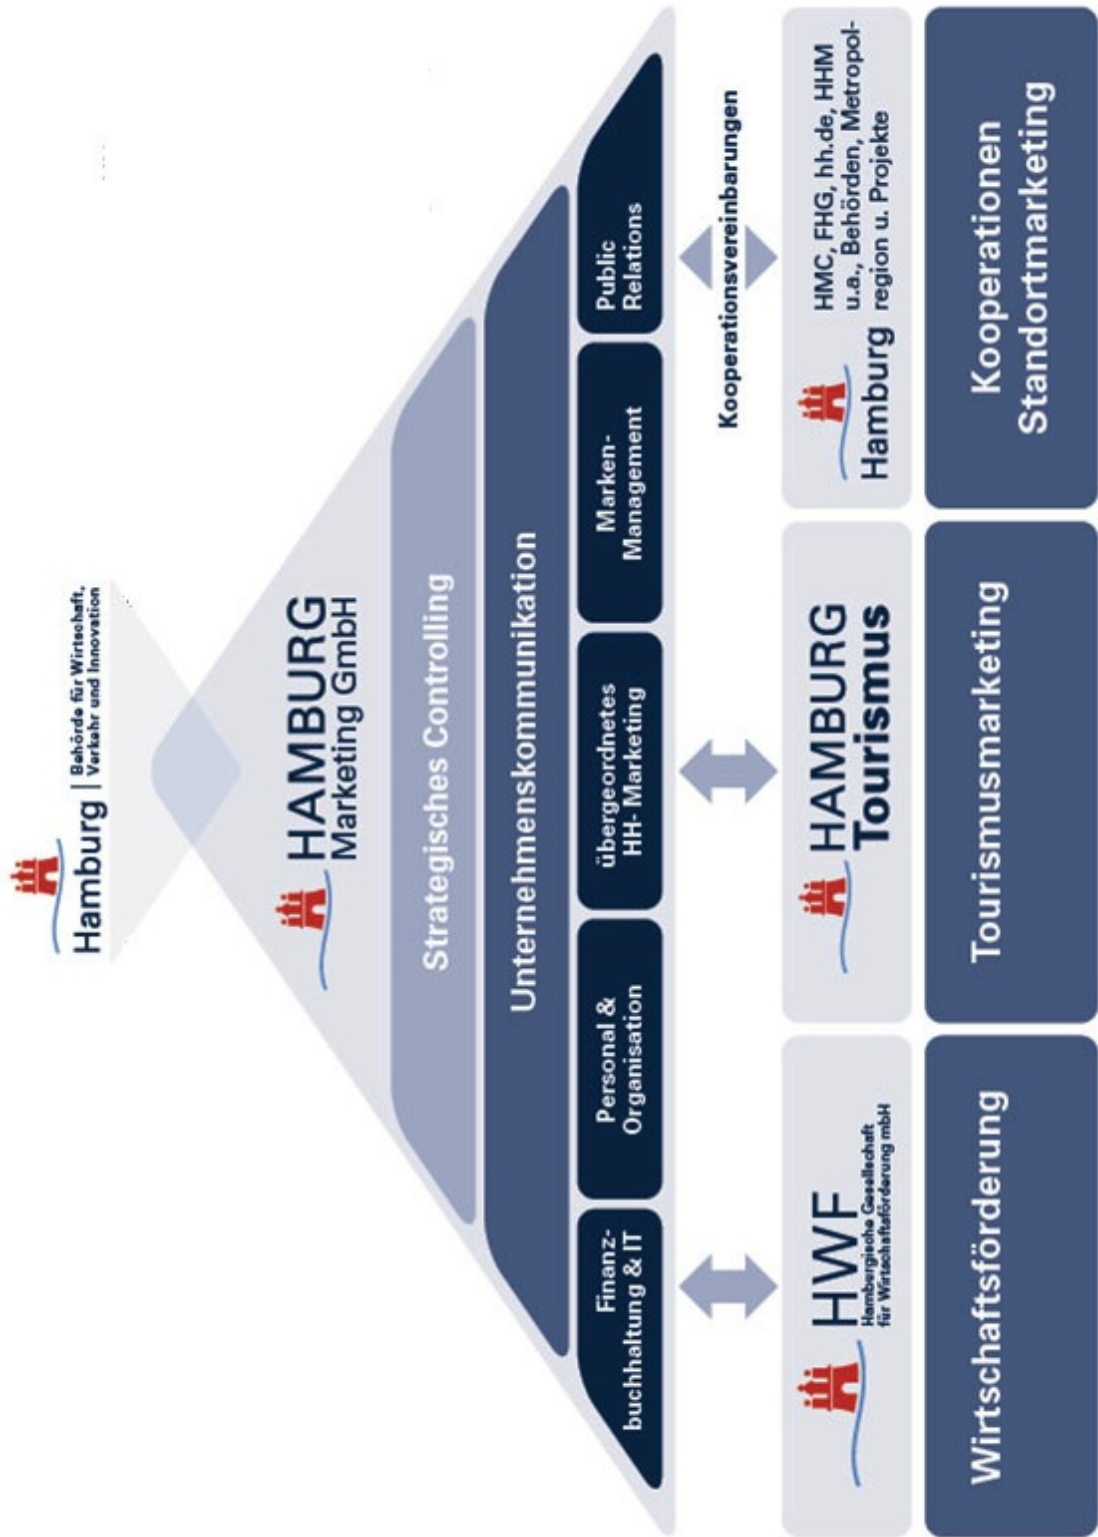 Hamburg
Behörde für Wirtschaft,
Verkehr und Innovation
HAMBURG
Marketing GmbH
Strategisches Controlling
Unternehmenskommunikation
Finanz-
buchhaltung & IT
Personal &
Organisation
übergeordnetes
HH- Marketing
Marken-
Management
Public
Relations
Kooperationsvereinbarungen
HWF
Hamburgische Gesellschaft
für Wirtschaftsförderung mbH
HAMBURG
Tourismus
Hamburg
HMC, FHG, hh.de, HHM
u.a., Behörden, Metropol-
region u. Projekte
Wirtschaftsförderung
Tourismusmarketing
Kooperationen
Standortmarketing